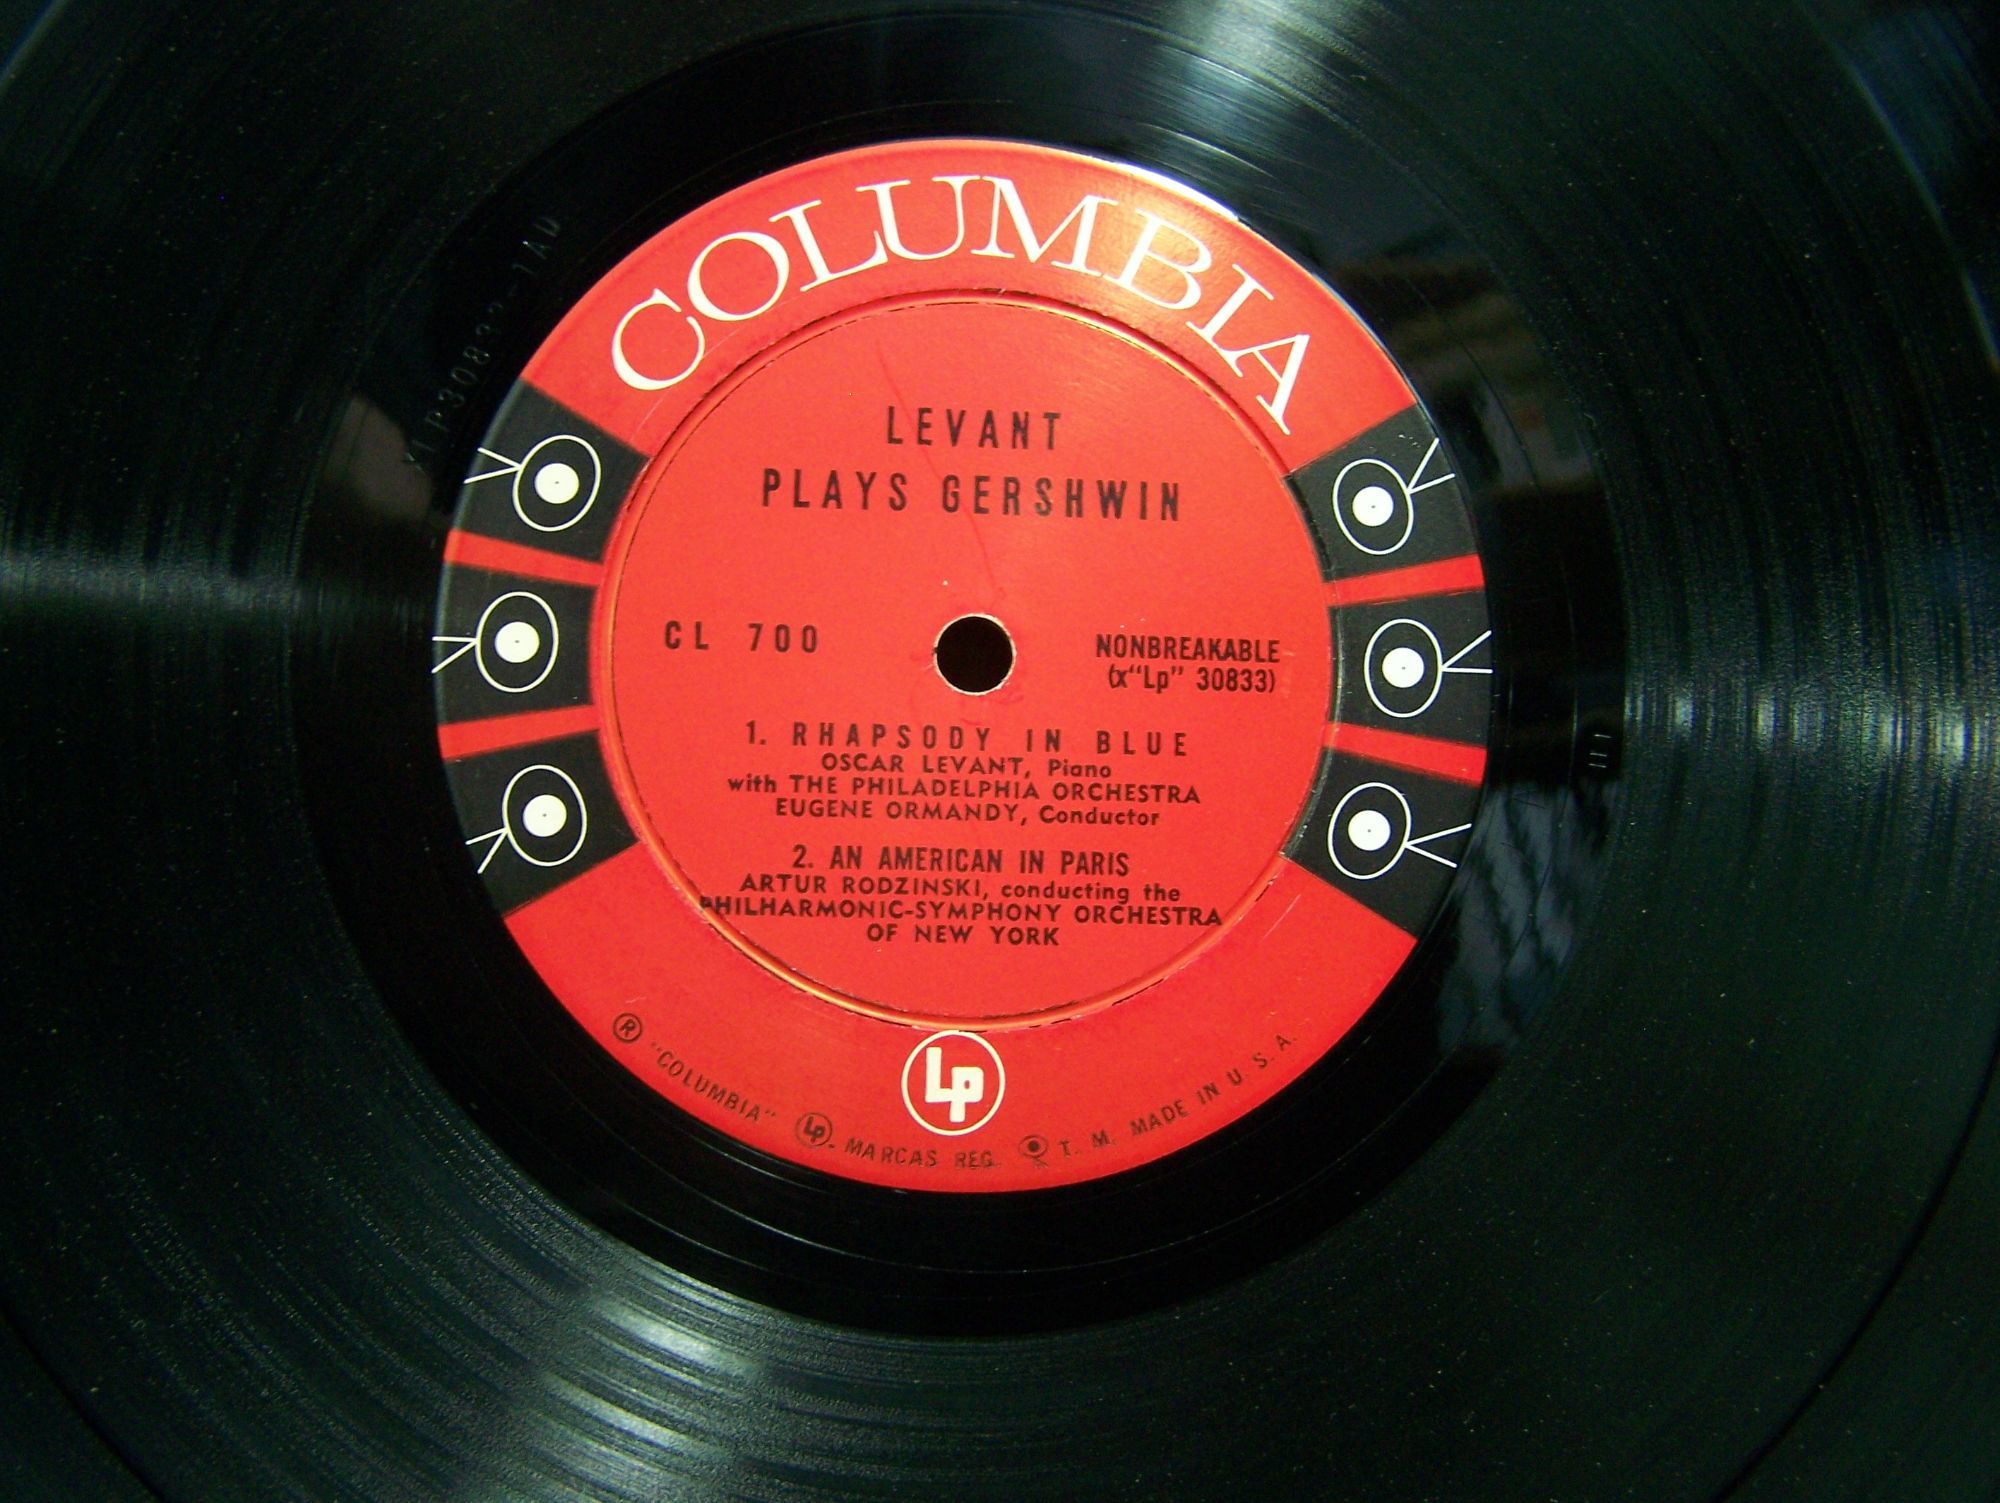 COLUMBIA
LEVANT
PLAYS GERSHWIN
CL 700
NONBREAKABLE
(x"Lp" 30833)
1. RHAPSODY IN BLUE
OSCAR LEVANT, Piano
with THE PHILADELPHIA ORCHESTRA
EUGENE ORMANDY, Conductor
2. AN AMERICAN IN PARIS
ARTUR RODZINSKI, conducting the
PHILHARMONIC-SYMPHONY ORCHESTRA
OF NEW YORK
Lp
® "COLUMBIA" Lp. MARCAS REG. T. M. MADE IN U. S. A.